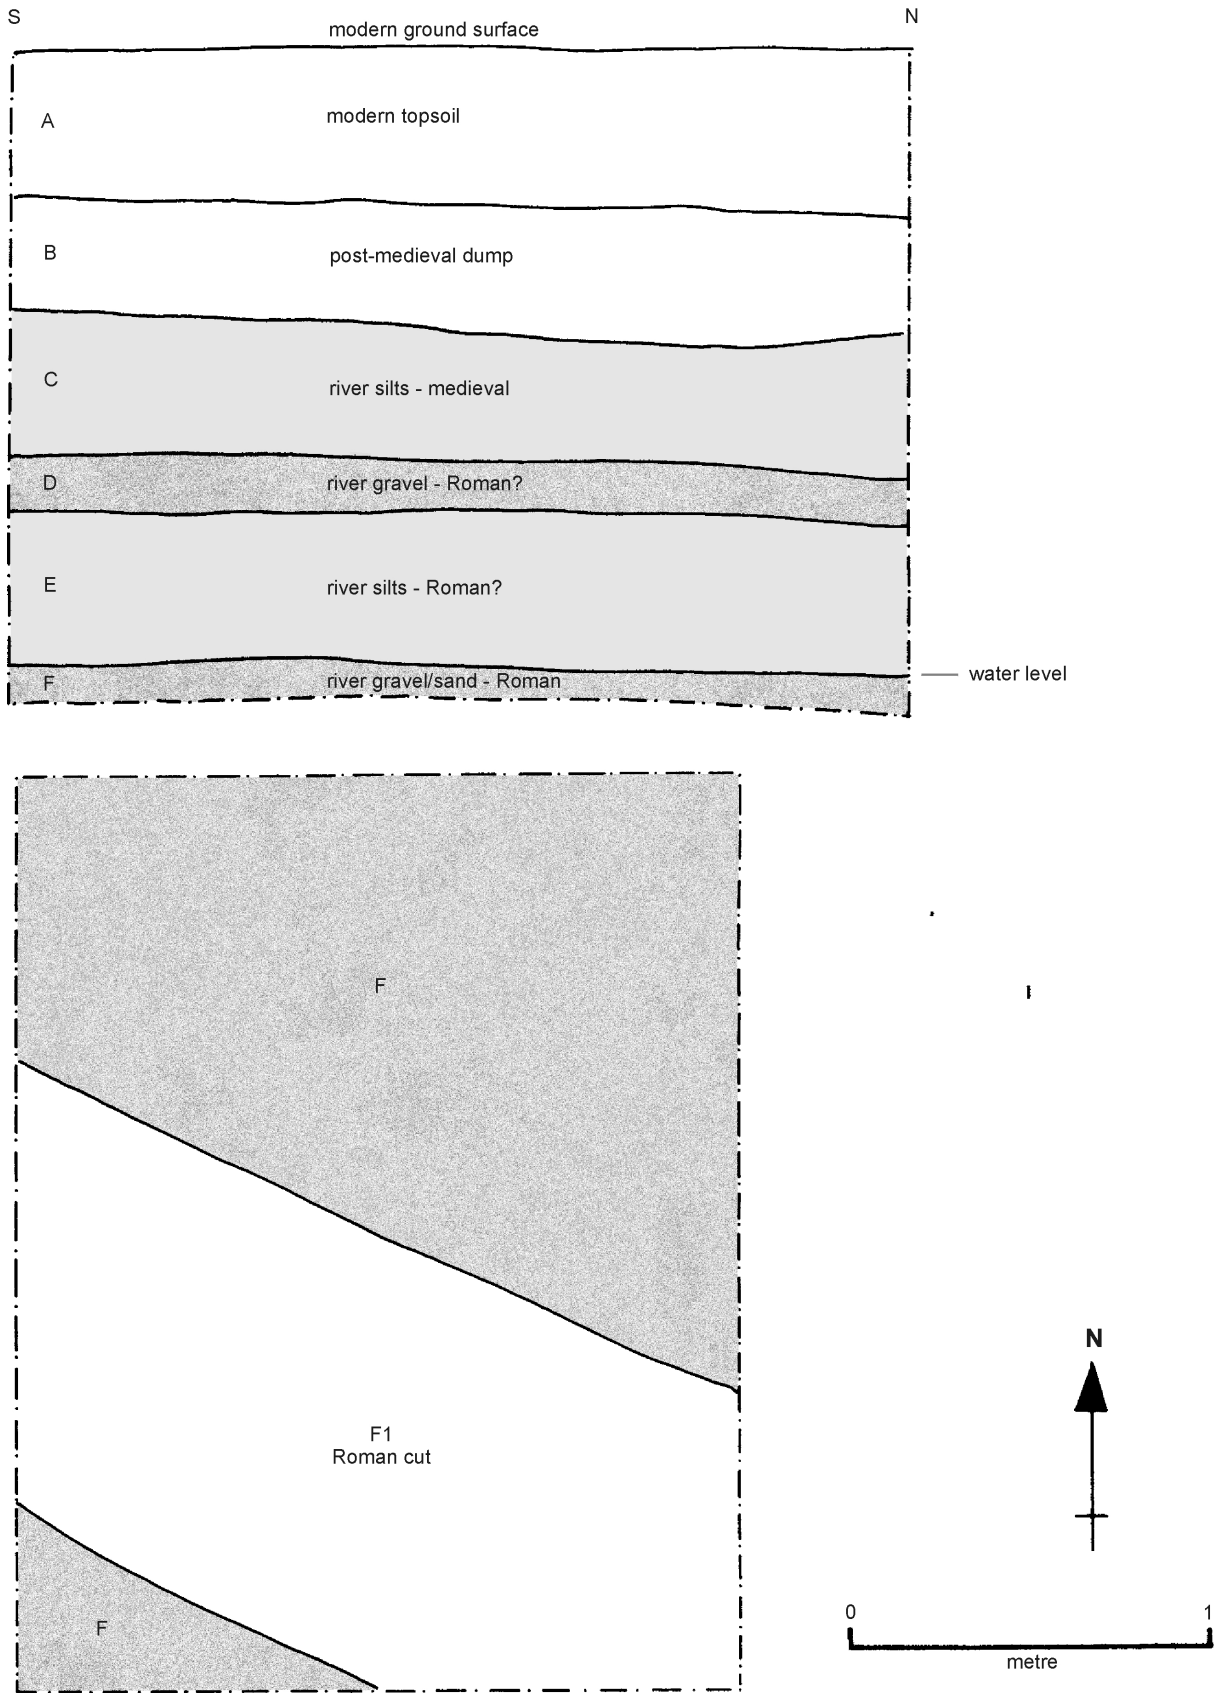 S
N
modern ground surface
A
modern topsoil
B
post-medieval dump
C
river silts - medieval
D
river gravel - Roman?
E
river silts - Roman?
F
river gravel/sand - Roman
water level
F
F1
Roman cut
F
N
0
1
metre